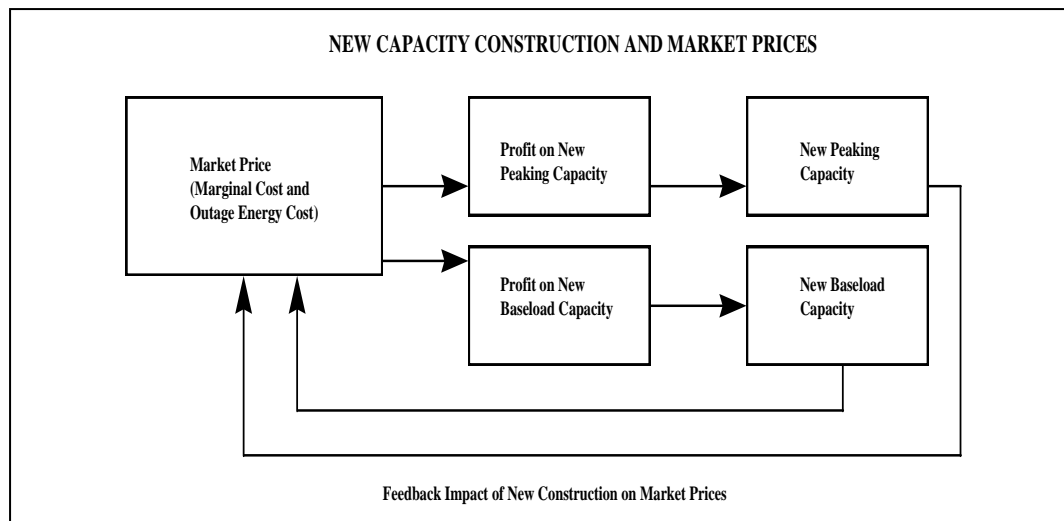 NEW CAPACITY CONSTRUCTION AND MARKET PRICES
Market Price
(Marginal Cost and
Outage Energy Cost)
Profit on New
Peaking Capacity
New Peaking
Capacity
Profit on New
Baseload Capacity
New Baseload
Capacity
Feedback Impact of New Construction on Market Prices